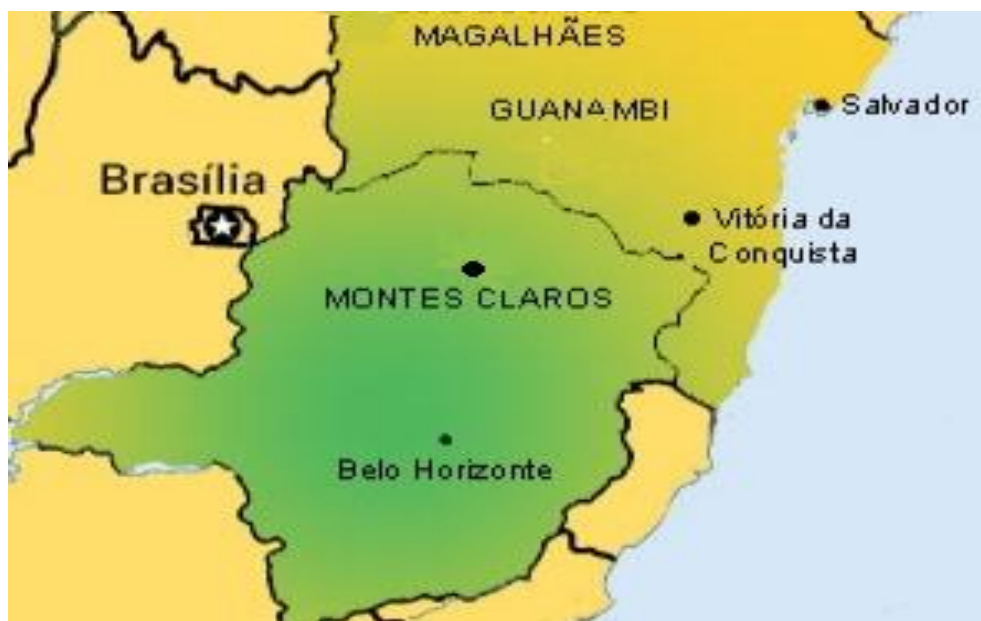 MAGALHÃES
GUANAMBI
Salvador
Brasília
Vitória da
Conquista
MONTES CLAROS
Belo Horizonte